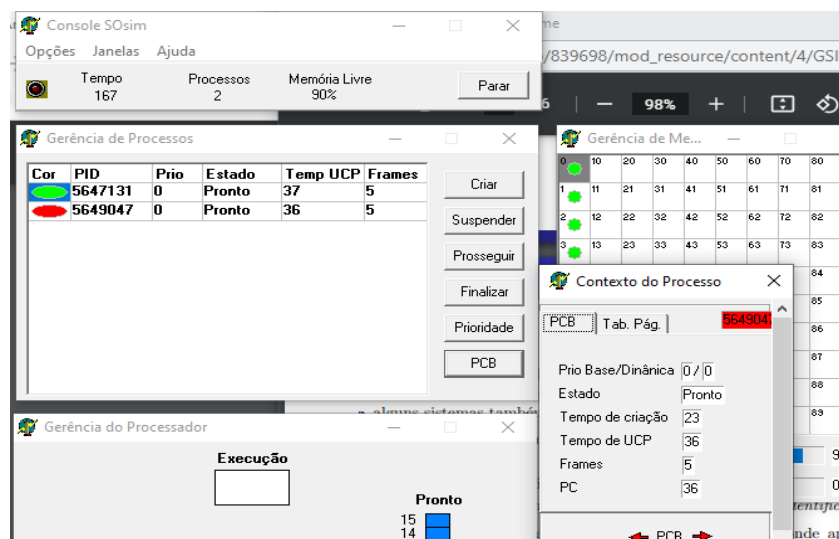 Console SOsim
me
Opções Janelas Ajuda
/839698/mod_resource/content/4/GSI
Tempo Processos Memória Livre
167 2 90%
Parar
6 98%
Gerência de Processos
Cor PID Prio Estado Temp UCP Frames
5647131 0 Pronto 37 5
5649047 0 Pronto 36 5
Criar
Suspender
Prosseguir
Finalizar
Prioridade
PCB
Gerência de Me...
0 10 20 30 40 50 60 70 80
1 11 21 31 41 51 61 71 81
2 12 22 32 42 52 62 72 82
3 13 23 33 43 53 63 73 83
84
85
86
87
88
89
Contexto do Processo
PCB Tab. Pág. 564904
Prio Base/Dinâmica 0 / 0
Estado Pronto
Tempo de criação 23
Tempo de UCP 36
Frames 5
PC 36
PCB
9
0
alguns sistemas também
nde
Gerência do Processador
Execução
Pronto
15
14